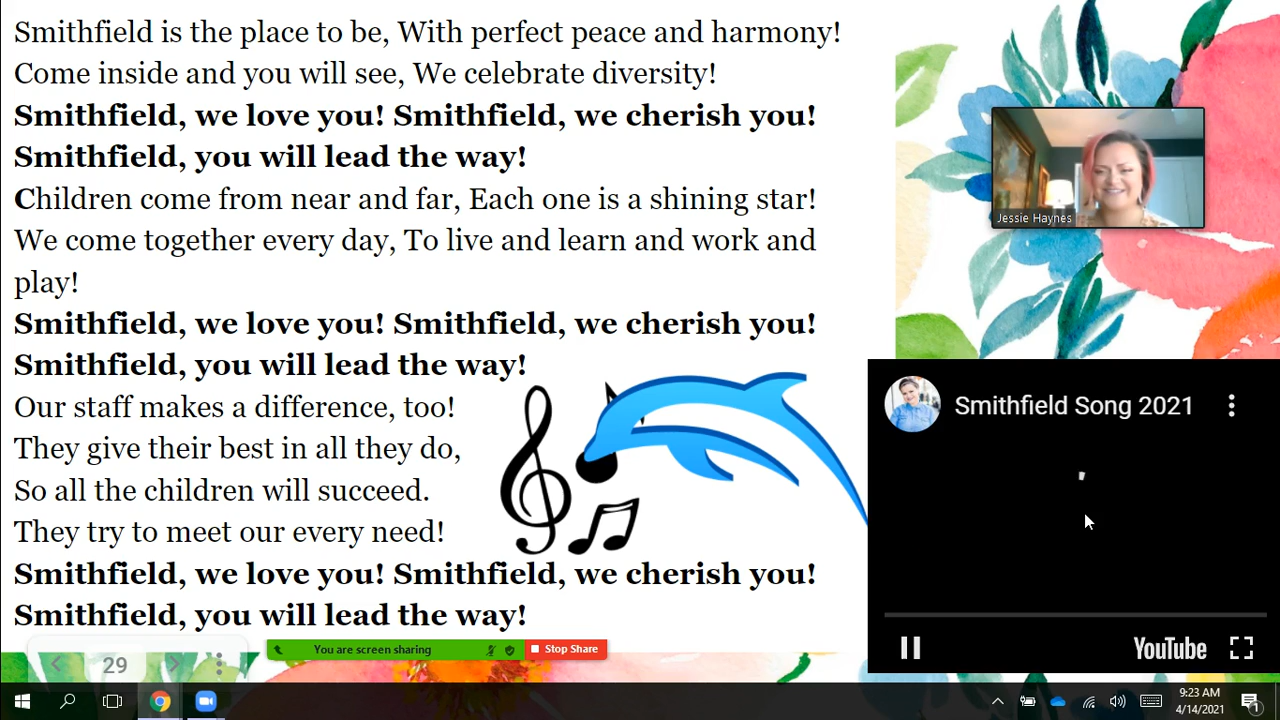 Smithfield is the place to be, With perfect peace and harmony!
Come inside and you will see, We celebrate diversity!
Smithfield, we love you! Smithfield, we cherish you!
Smithfield, you will lead the way!
Children come from near and far, Each one is a shining star!
We come together every day, To live and learn and work and
play!
Smithfield, we love you! Smithfield, we cherish you!
Smithfield, you will lead the way!
Our staff makes a difference, too!
They give their best in all they do,
So all the children will succeed.
They try to meet our every need!
Smithfield, we love you! Smithfield, we cherish you!
Smithfield, you will lead the way!
Jessie Haynes
Smithfield Song 2021
YouTube
29
You are screen sharing
Stop Share
9:23 AM
4/14/2021
1